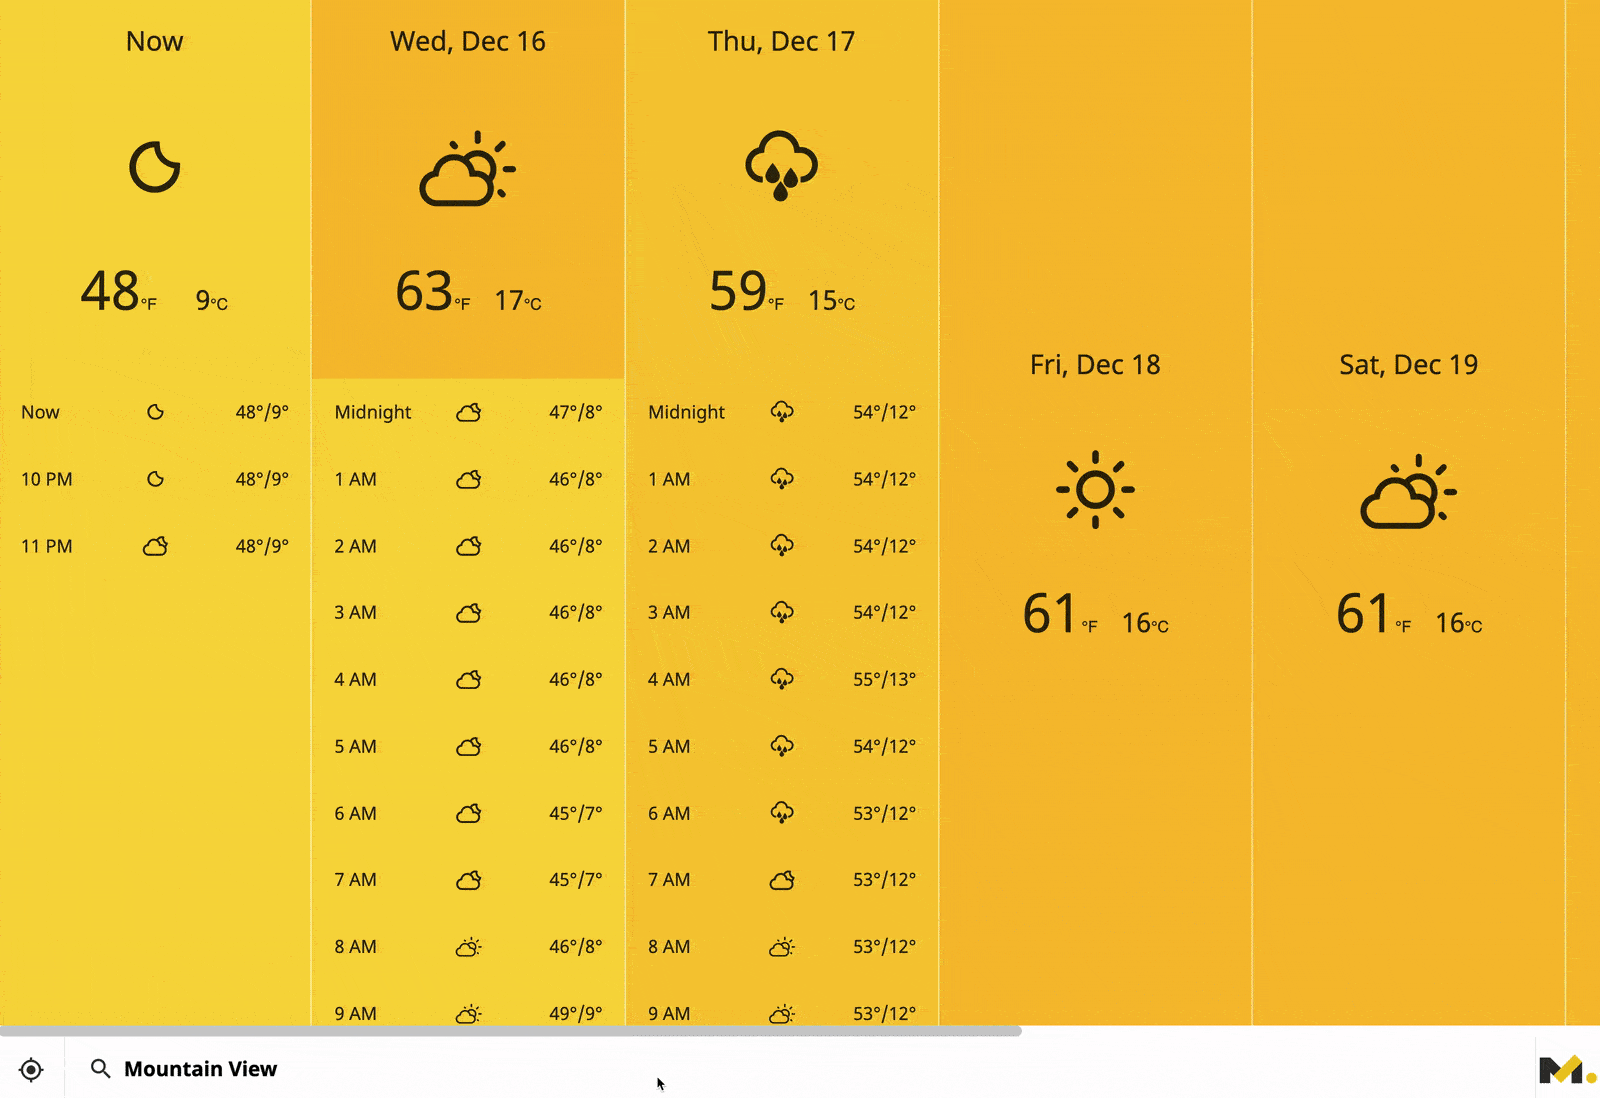 Now
48°F 9°C
Now 48°/9°
10 PM 48°/9°
11 PM 48°/9°
Wed, Dec 16
63°F 17°C
Midnight 47°/8°
1 AM 46°/8°
2 AM 46°/8°
3 AM 46°/8°
4 AM 46°/8°
5 AM 46°/8°
6 AM 45°/7°
7 AM 45°/7°
8 AM 46°/8°
9 AM 49°/9°
Thu, Dec 17
59°F 15°C
Midnight 54°/12°
1 AM 54°/12°
2 AM 54°/12°
3 AM 54°/12°
4 AM 55°/13°
5 AM 54°/12°
6 AM 53°/12°
7 AM 53°/12°
8 AM 53°/12°
9 AM 53°/12°
Fri, Dec 18
61°F 16°C
Sat, Dec 19
61°F 16°C
Mountain View
M.